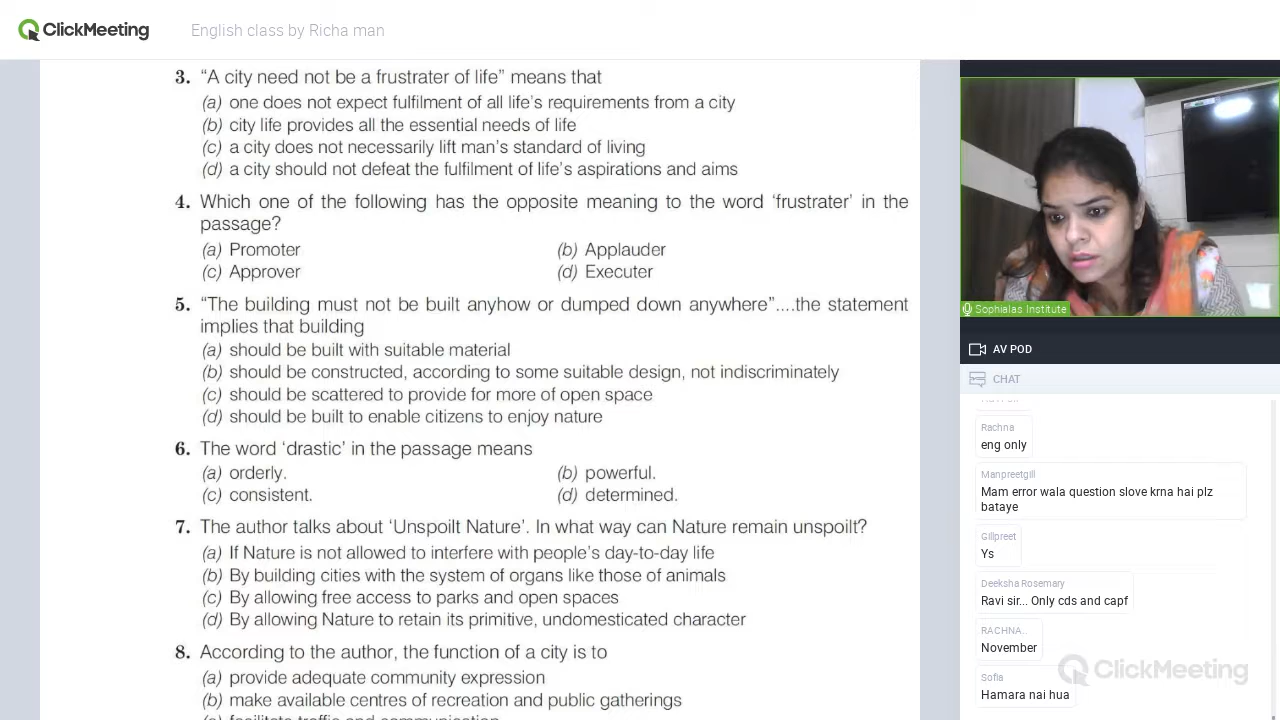 ClickMeeting
English class by Richa man
3. “A city need not be a frustrater of life” means that
(a) one does not expect fulfilment of all life’s requirements from a city
(b) city life provides all the essential needs of life
(c) a city does not necessarily lift man’s standard of living
(d) a city should not defeat the fulfilment of life’s aspirations and aims
4. Which one of the following has the opposite meaning to the word ‘frustrater’ in the
passage?
(a) Promoter (b) Applauder
(c) Approver (d) Executer
5. “The building must not be built anyhow or dumped down anywhere”....the statement
implies that building
(a) should be built with suitable material
(b) should be constructed, according to some suitable design, not indiscriminately
(c) should be scattered to provide for more of open space
(d) should be built to enable citizens to enjoy nature
6. The word ‘drastic’ in the passage means
(a) orderly. (b) powerful.
(c) consistent. (d) determined.
7. The author talks about ‘Unspoilt Nature’. In what way can Nature remain unspoilt?
(a) If Nature is not allowed to interfere with people’s day-to-day life
(b) By building cities with the system of organs like those of animals
(c) By allowing free access to parks and open spaces
(d) By allowing Nature to retain its primitive, undomesticated character
8. According to the author, the function of a city is to
(a) provide adequate community expression
(b) make available centres of recreation and public gatherings
Sophialas Institute
AV POD
CHAT
Rachna
eng only
Manpreetgill
Mam error wala question slove krna hai plz
bataye
Gillpreet
Ys
Deeksha Rosemary
Ravi sir... Only cds and capf
RACHNA..
November
Sofia
Hamara nai hua
ClickMeeting